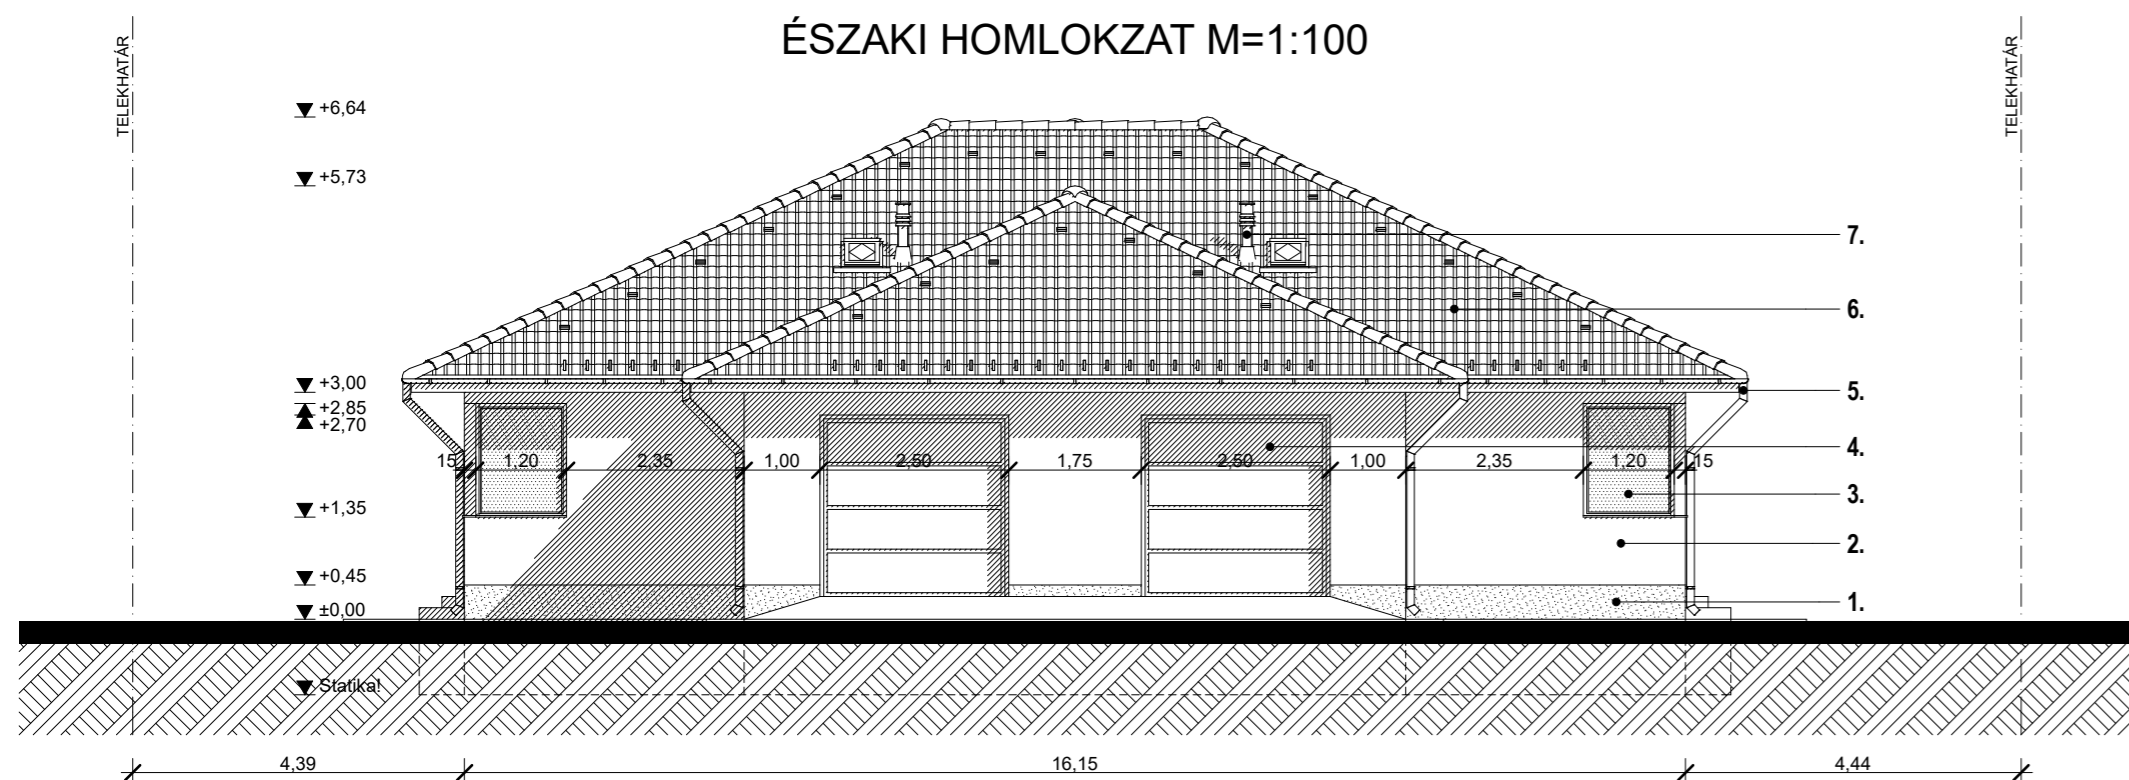 ÉSZAKI HOMLOKZAT M=1:100
TELEKHATÁR
TELEKHATÁR
+6,64
+5,73
7.
6.
+3,00
5.
+2,85
+2,70
4.
15 1,20 2,35 1,00 2,50 1,75 2,50 1,00 2,35 1,20 15
3.
+1,35
2.
+0,45
1.
±0,00
Statika!
4,39 16,15 4,44